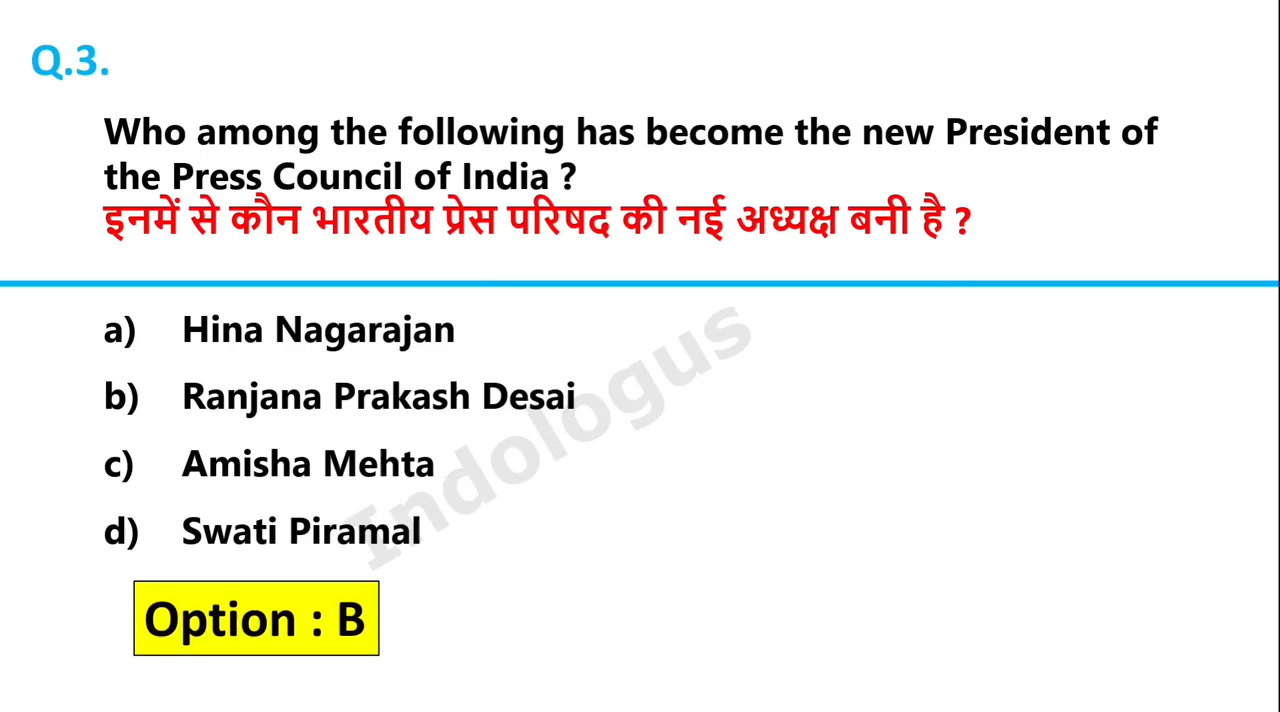 Q.3.
Who among the following has become the new President of
the Press Council of India ?
इनमें से कौन भारतीय प्रेस परिषद की नई अध्यक्ष बनी है ?
a) Hina Nagarajan
b) Ranjana Prakash Desai
c) Amisha Mehta
d) Swati Piramal
Indologus
Option : B